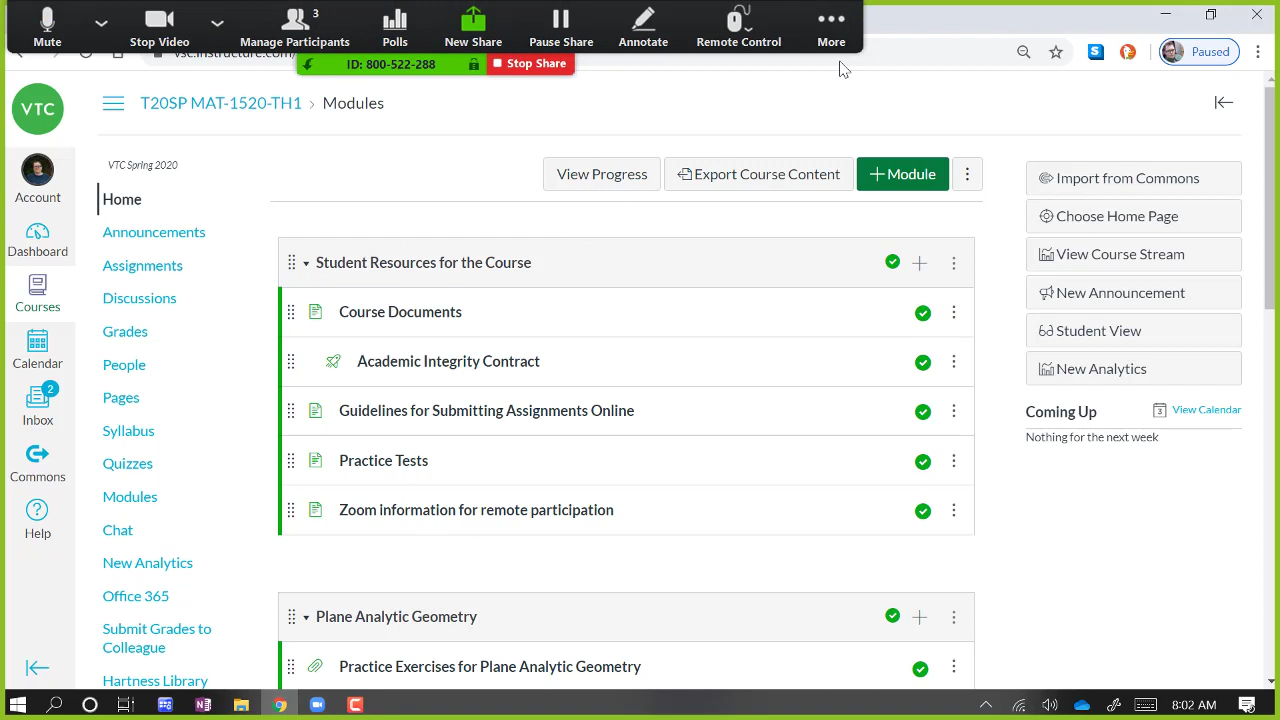 Mute
Stop Video
Manage Participants
3
Polls
New Share
Pause Share
Annotate
Remote Control
More
ID: 800-522-288
Stop Share
Paused
VTC
T20SP MAT-1520-TH1 › Modules
Account
Dashboard
Courses
Calendar
2
Inbox
Commons
Help
VTC Spring 2020
Home
Announcements
Assignments
Discussions
Grades
People
Pages
Syllabus
Quizzes
Modules
Chat
New Analytics
Office 365
Submit Grates to
Colleague
Hartness Library
View Progress
Export Course Content
+Module
Student Resources for the Course
Course Documents
Academic Integrity Contract
Guidelines for Submitting Assignments Online
Practice Tests
Zoom information for remote participation
Plane Analytic Geometry
Practice Exercises for Plane Analytic Geometry
Import from Commons
Choose Home Page
View Course Stream
New Announcement
Student View
New Analytics
Coming Up
3
View Calendar
Nothing for the next week
8:02 AM